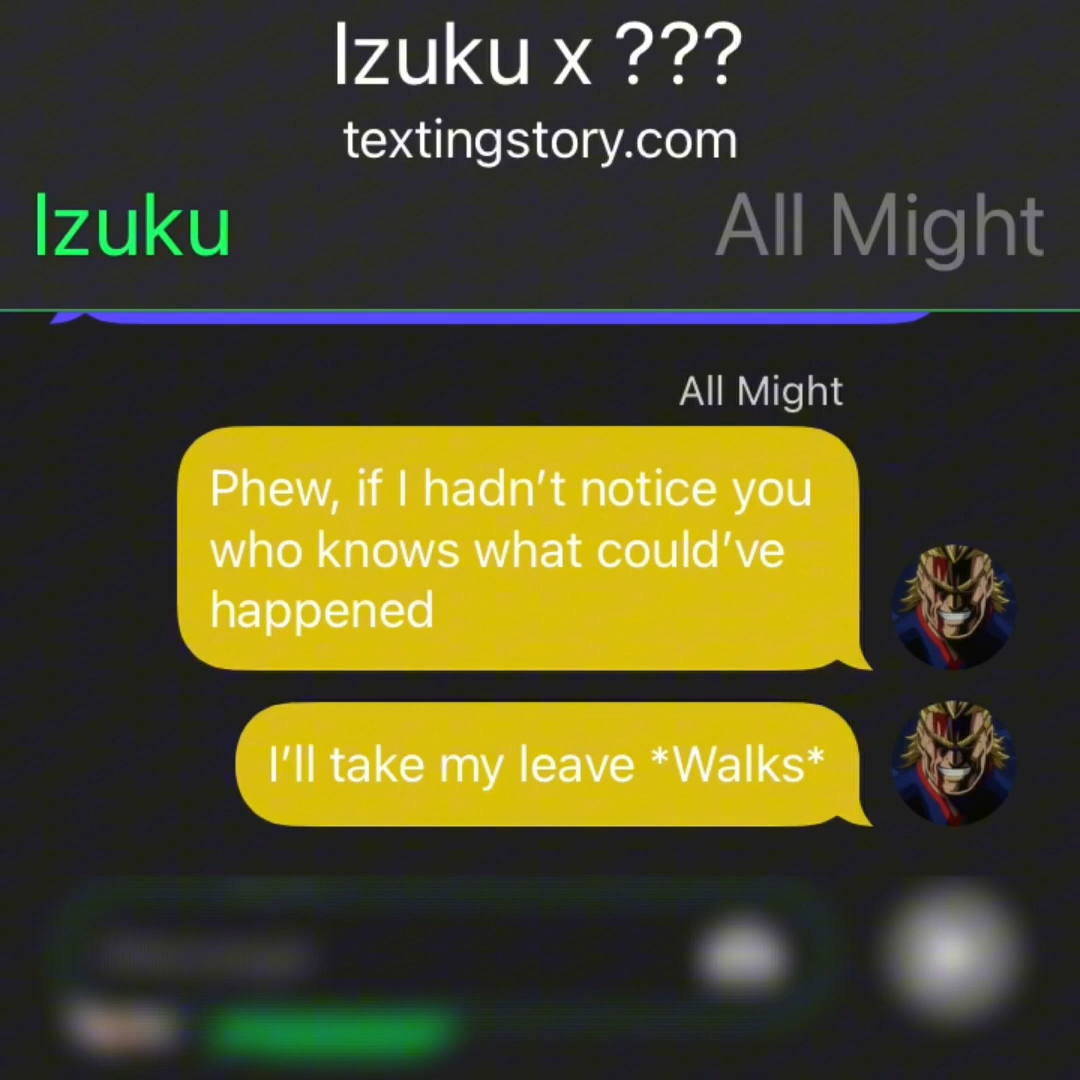 Izuku x ???
textingstory.com
Izuku
All Might
All Might
Phew, if I hadn’t notice you
who knows what could’ve
happened
I’ll take my leave *Walks*